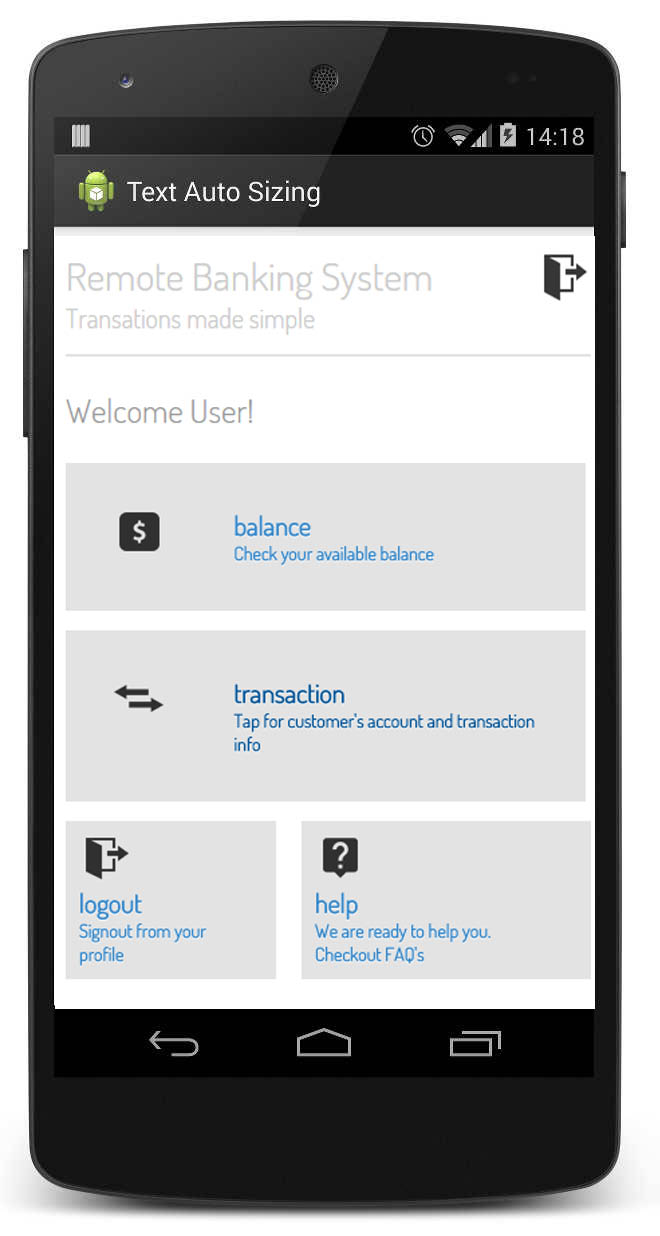 14:18
Text Auto Sizing
Remote Banking System
Transations made simple
Welcome User!
$
balance
Check your available balance
transaction
Tap for customer's account and transaction
info
logout
Signout from your
profile
?
help
We are ready to help you.
Checkout FAQ's